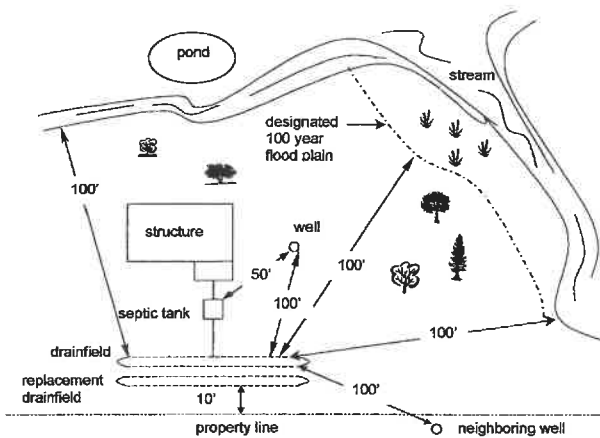 pond
stream
designated
100 year
flood plain
100'
well
structure
50'
100'
100'
septic tank
100'
drainfield
replacement
drainfield
10'
100'
property line
neighboring well